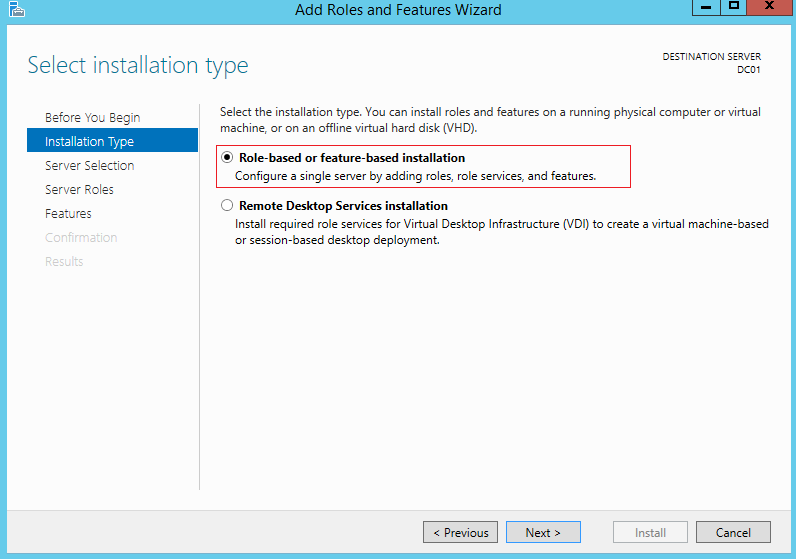 Add Roles and Features Wizard
Select installation type
DESTINATION SERVER
DC01
Before You Begin
Installation Type
Server Selection
Server Roles
Features
Confirmation
Results
Select the installation type. You can install roles and features on a running physical computer or virtual
machine, or on an offline virtual hard disk (VHD).
Role-based or feature-based installation
Configure a single server by adding roles, role services, and features.
Remote Desktop Services installation
Install required role services for Virtual Desktop Infrastructure (VDI) to create a virtual machine-based
or session-based desktop deployment.
< Previous
Next >
Install
Cancel